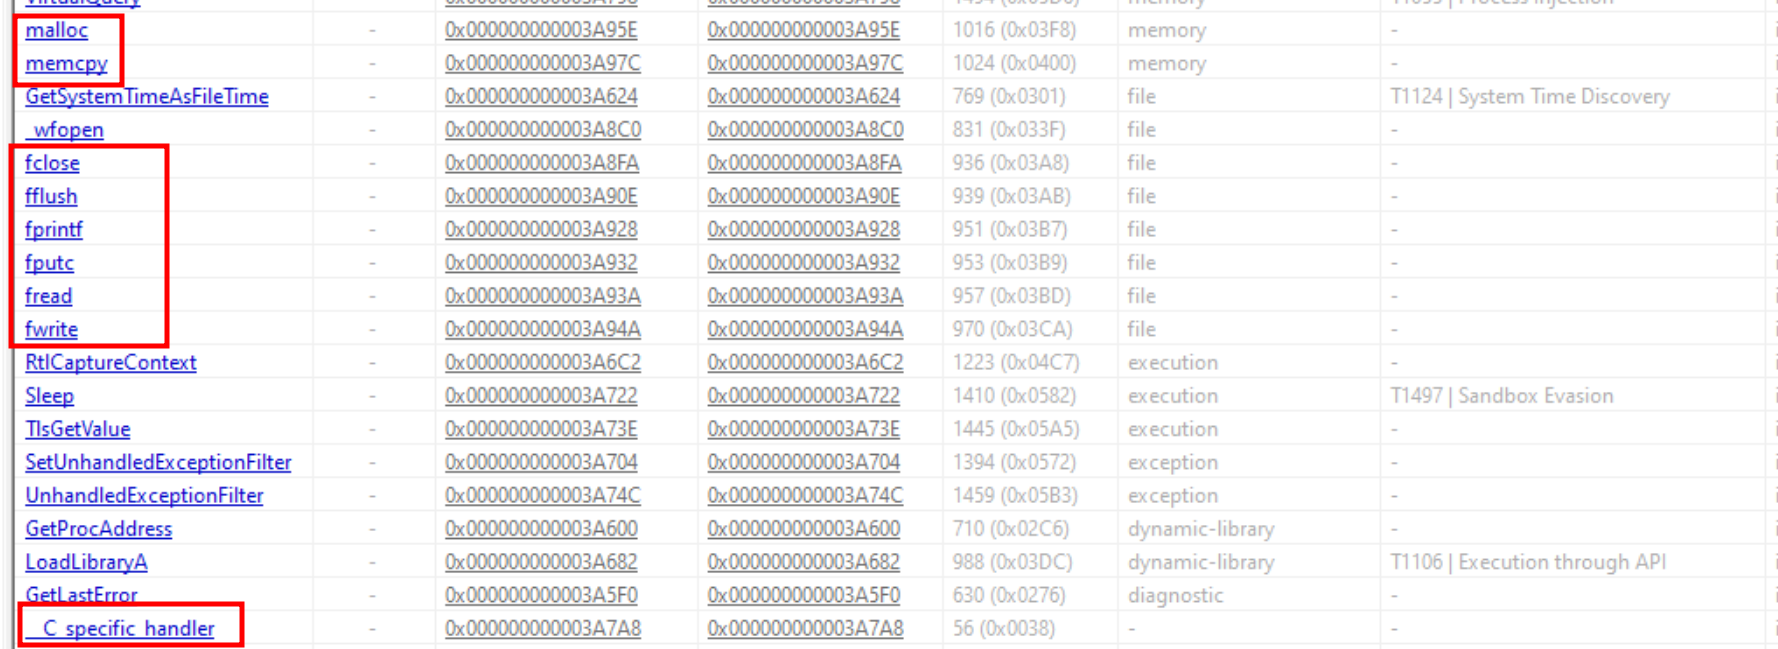 VirtualQuery - 0x000000000003A798 0x000000000003A798 memory T1055 | Process Injection
malloc - 0x000000000003A95E 0x000000000003A95E 1016 (0x03F8) memory -
memcpy - 0x000000000003A97C 0x000000000003A97C 1024 (0x0400) memory -
GetSystemTimeAsFileTime - 0x000000000003A624 0x000000000003A624 769 (0x0301) file T1124 | System Time Discovery
_wfopen - 0x000000000003A8C0 0x000000000003A8C0 831 (0x033F) file -
fclose - 0x000000000003A8FA 0x000000000003A8FA 936 (0x03A8) file -
fflush - 0x000000000003A90E 0x000000000003A90E 939 (0x03AB) file -
fprintf - 0x000000000003A928 0x000000000003A928 951 (0x03B7) file -
fputc - 0x000000000003A932 0x000000000003A932 953 (0x03B9) file -
fread - 0x000000000003A93A 0x000000000003A93A 957 (0x03BD) file -
fwrite - 0x000000000003A94A 0x000000000003A94A 970 (0x03CA) file -
RtlCaptureContext - 0x000000000003A6C2 0x000000000003A6C2 1223 (0x04C7) execution -
Sleep - 0x000000000003A722 0x000000000003A722 1410 (0x0582) execution T1497 | Sandbox Evasion
TlsGetValue - 0x000000000003A73E 0x000000000003A73E 1445 (0x05A5) execution -
SetUnhandledExceptionFilter - 0x000000000003A704 0x000000000003A704 1394 (0x0572) exception -
UnhandledExceptionFilter - 0x000000000003A74C 0x000000000003A74C 1459 (0x05B3) exception -
GetProcAddress - 0x000000000003A600 0x000000000003A600 710 (0x02C6) dynamic-library -
LoadLibraryA - 0x000000000003A682 0x000000000003A682 988 (0x03DC) dynamic-library T1106 | Execution through API
GetLastError - 0x000000000003A5F0 0x000000000003A5F0 630 (0x0276) diagnostic -
__C_specific_handler - 0x000000000003A7A8 0x000000000003A7A8 56 (0x0038) - -